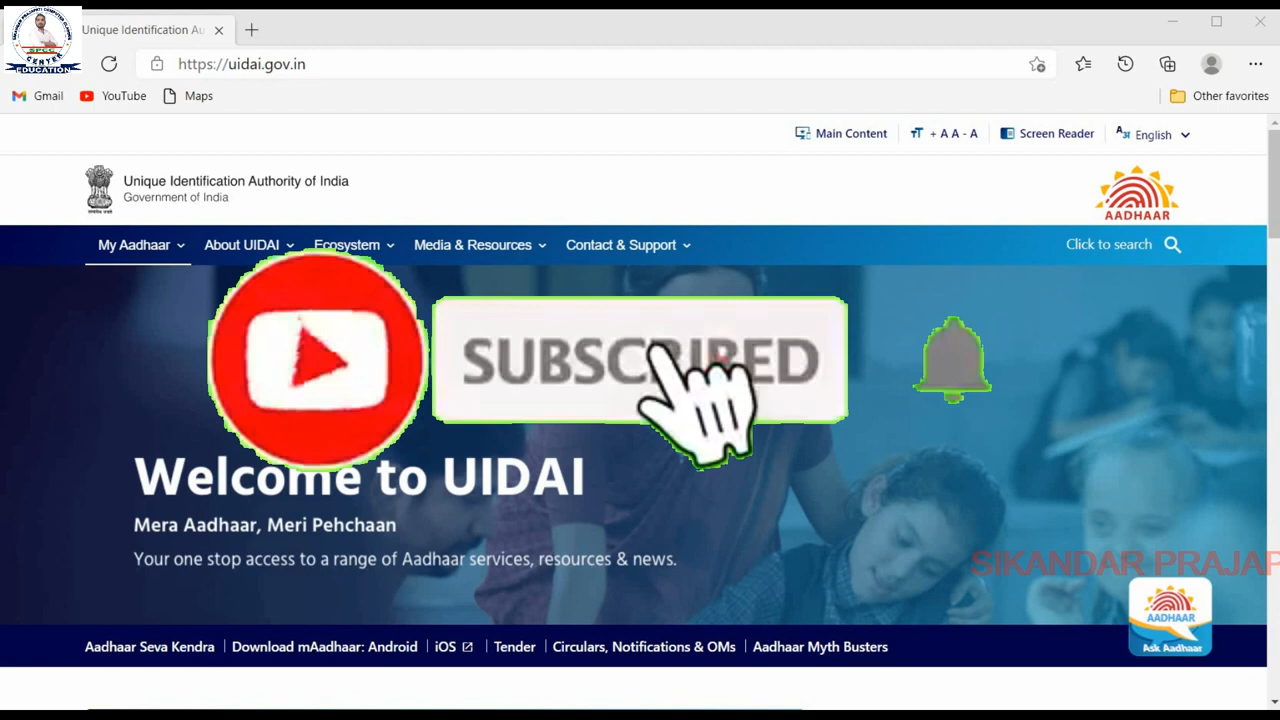 Unique Identification Au
SPCC
CENTER
EDUCATION
https://uidai.gov.in
Gmail
YouTube
Maps
Other favorites
Main Content
+ A A - A
Screen Reader
English
Unique Identification Authority of India
Government of India
AADHAAR
My Aadhaar
About UIDAI
Ecosystem
Media & Resources
Contact & Support
Click to search
SUBSCRIBED
Welcome to UIDAI
Mera Aadhaar, Meri Pehchaan
Your one stop access to a range of Aadhaar services, resources & news.
SIKANDAR PRAJAP
AADHAAR
Ask Aadhaar
Aadhaar Seva Kendra
Download mAadhaar: Android
iOS
Tender
Circulars, Notifications & OMs
Aadhaar Myth Busters